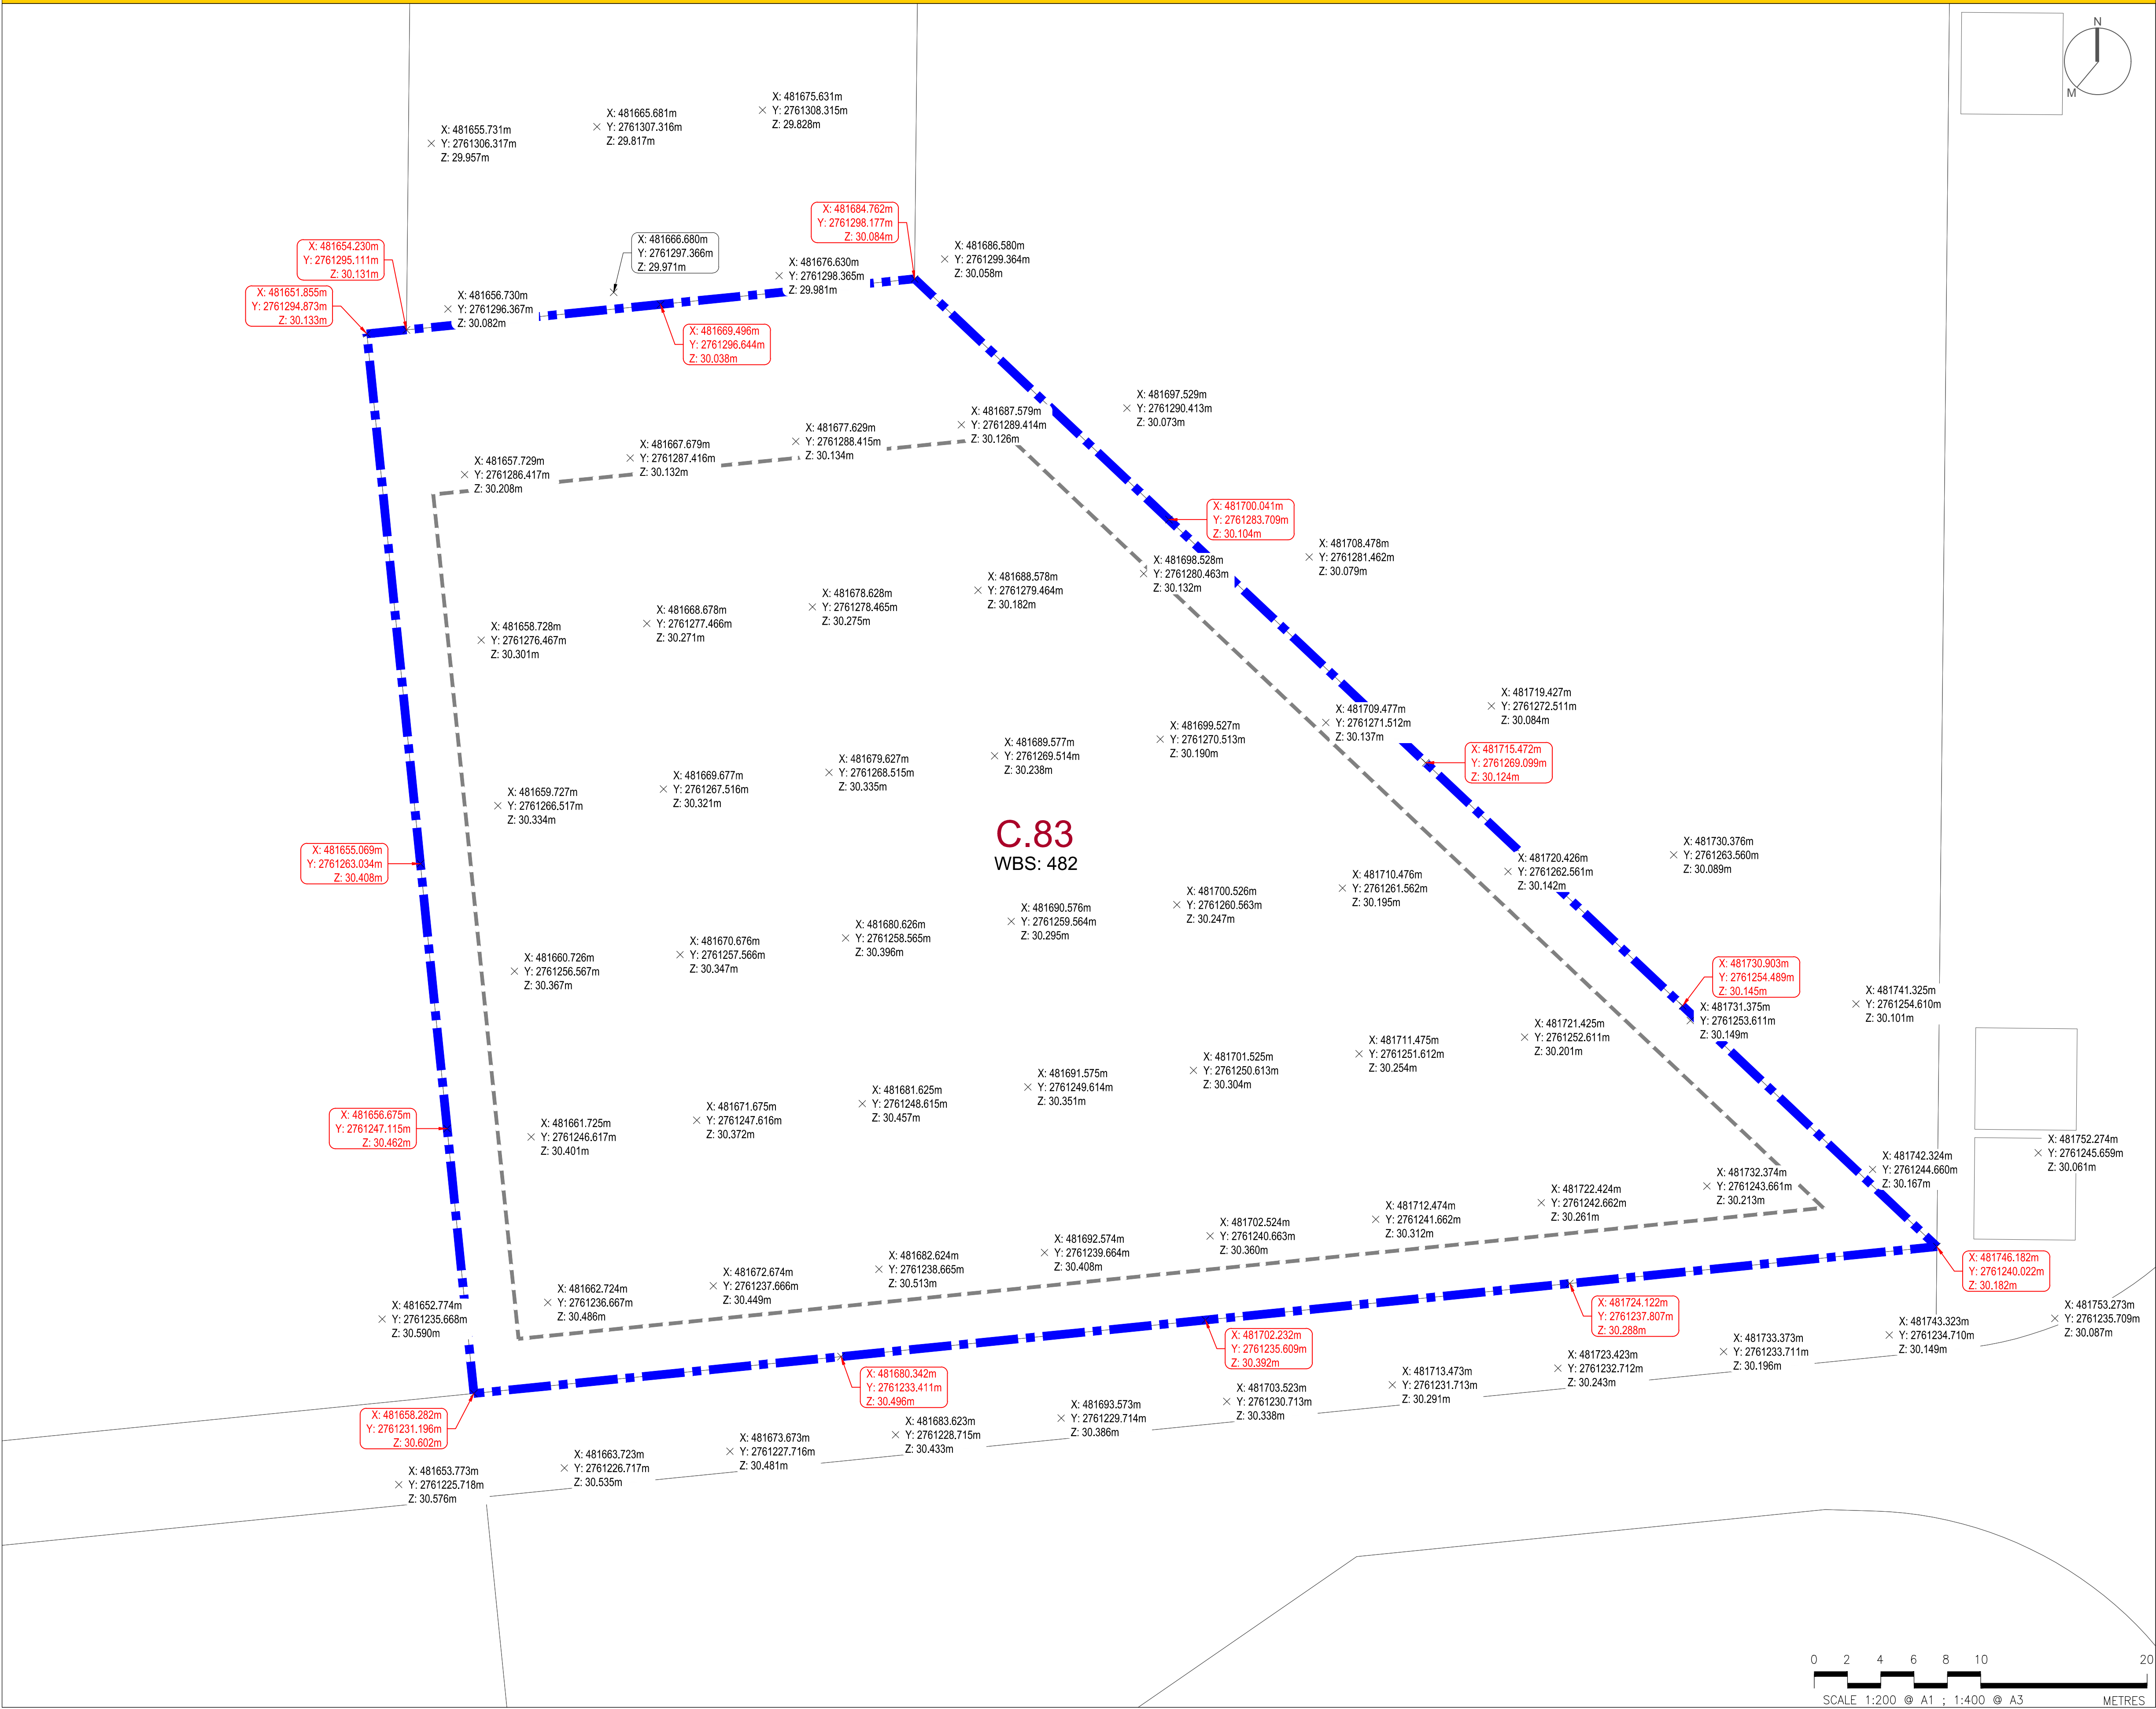 N
M
X: 481675.631m
Y: 2761308.315m
Z: 29.828m
X: 481665.681m
Y: 2761307.316m
Z: 29.817m
X: 481655.731m
Y: 2761306.317m
Z: 29.957m
X: 481684.762m
Y: 2761298.177m
Z: 30.084m
X: 481654.230m
Y: 2761295.111m
Z: 30.131m
X: 481666.680m
Y: 2761297.366m
Z: 29.971m
X: 481686.580m
Y: 2761299.364m
Z: 30.058m
X: 481676.630m
Y: 2761298.365m
Z: 29.981m
X: 481651.855m
Y: 2761294.873m
Z: 30.133m
X: 481656.730m
Y: 2761296.367m
Z: 30.082m
X: 481669.496m
Y: 2761296.644m
Z: 30.038m
X: 481697.529m
Y: 2761290.413m
Z: 30.073m
X: 481687.579m
Y: 2761289.414m
Z: 30.126m
X: 481677.629m
Y: 2761288.415m
Z: 30.134m
X: 481667.679m
Y: 2761287.416m
Z: 30.132m
X: 481657.729m
Y: 2761286.417m
Z: 30.208m
X: 481700.041m
Y: 2761283.709m
Z: 30.104m
X: 481708.478m
Y: 2761281.462m
Z: 30.079m
X: 481698.528m
Y: 2761280.463m
Z: 30.132m
X: 481688.578m
Y: 2761279.464m
Z: 30.182m
X: 481678.628m
Y: 2761278.465m
Z: 30.275m
X: 481668.678m
Y: 2761277.466m
Z: 30.271m
X: 481658.728m
Y: 2761276.467m
Z: 30.301m
X: 481719.427m
Y: 2761272.511m
Z: 30.084m
X: 481709.477m
Y: 2761271.512m
Z: 30.137m
X: 481699.527m
Y: 2761270.513m
Z: 30.190m
X: 481689.577m
Y: 2761269.514m
Z: 30.238m
X: 481715.472m
Y: 2761269.099m
Z: 30.124m
X: 481679.627m
Y: 2761268.515m
Z: 30.335m
X: 481669.677m
Y: 2761267.516m
Z: 30.321m
X: 481659.727m
Y: 2761266.517m
Z: 30.334m
C.83
WBS: 482
X: 481655.069m
Y: 2761263.034m
Z: 30.408m
X: 481730.376m
Y: 2761263.560m
Z: 30.089m
X: 481720.426m
Y: 2761262.561m
Z: 30.142m
X: 481710.476m
Y: 2761261.562m
Z: 30.195m
X: 481700.526m
Y: 2761260.563m
Z: 30.247m
X: 481690.576m
Y: 2761259.564m
Z: 30.295m
X: 481680.626m
Y: 2761258.565m
Z: 30.396m
X: 481670.676m
Y: 2761257.566m
Z: 30.347m
X: 481660.726m
Y: 2761256.567m
Z: 30.367m
X: 481730.903m
Y: 2761254.489m
Z: 30.145m
X: 481741.325m
Y: 2761254.610m
Z: 30.101m
X: 481731.375m
Y: 2761253.611m
Z: 30.149m
X: 481721.425m
Y: 2761252.611m
Z: 30.201m
X: 481711.475m
Y: 2761251.612m
Z: 30.254m
X: 481701.525m
Y: 2761250.613m
Z: 30.304m
X: 481691.575m
Y: 2761249.614m
Z: 30.351m
X: 481681.625m
Y: 2761248.615m
Z: 30.457m
X: 481671.675m
Y: 2761247.616m
Z: 30.372m
X: 481656.675m
Y: 2761247.115m
Z: 30.462m
X: 481661.725m
Y: 2761246.617m
Z: 30.401m
X: 481752.274m
Y: 2761245.659m
Z: 30.061m
X: 481742.324m
Y: 2761244.660m
Z: 30.167m
X: 481732.374m
Y: 2761243.661m
Z: 30.213m
X: 481722.424m
Y: 2761242.662m
Z: 30.261m
X: 481712.474m
Y: 2761241.662m
Z: 30.312m
X: 481702.524m
Y: 2761240.663m
Z: 30.360m
X: 481692.574m
Y: 2761239.664m
Z: 30.408m
X: 481682.624m
Y: 2761238.665m
Z: 30.513m
X: 481672.674m
Y: 2761237.666m
Z: 30.449m
X: 481662.724m
Y: 2761236.667m
Z: 30.486m
X: 481652.774m
Y: 2761235.668m
Z: 30.590m
X: 481746.182m
Y: 2761240.022m
Z: 30.182m
X: 481724.122m
Y: 2761237.807m
Z: 30.288m
X: 481702.232m
Y: 2761235.609m
Z: 30.392m
X: 481680.342m
Y: 2761233.411m
Z: 30.496m
X: 481658.282m
Y: 2761231.196m
Z: 30.602m
X: 481753.273m
Y: 2761235.709m
Z: 30.087m
X: 481743.323m
Y: 2761234.710m
Z: 30.149m
X: 481733.373m
Y: 2761233.711m
Z: 30.196m
X: 481723.423m
Y: 2761232.712m
Z: 30.243m
X: 481713.473m
Y: 2761231.713m
Z: 30.291m
X: 481703.523m
Y: 2761230.713m
Z: 30.338m
X: 481693.573m
Y: 2761229.714m
Z: 30.386m
X: 481683.623m
Y: 2761228.715m
Z: 30.433m
X: 481673.673m
Y: 2761227.716m
Z: 30.481m
X: 481663.723m
Y: 2761226.717m
Z: 30.535m
X: 481653.773m
Y: 2761225.718m
Z: 30.576m
0 2 4 6 8 10 20
SCALE 1:200 @ A1 ; 1:400 @ A3 METRES